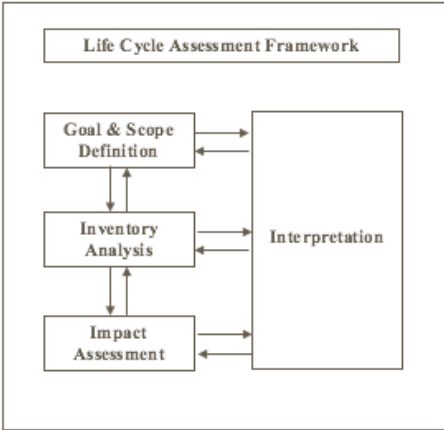 Life Cycle Assessment Framework
Goal & Scope
Definition
Inventory
Analysis
Interpretation
Impact
Assessment